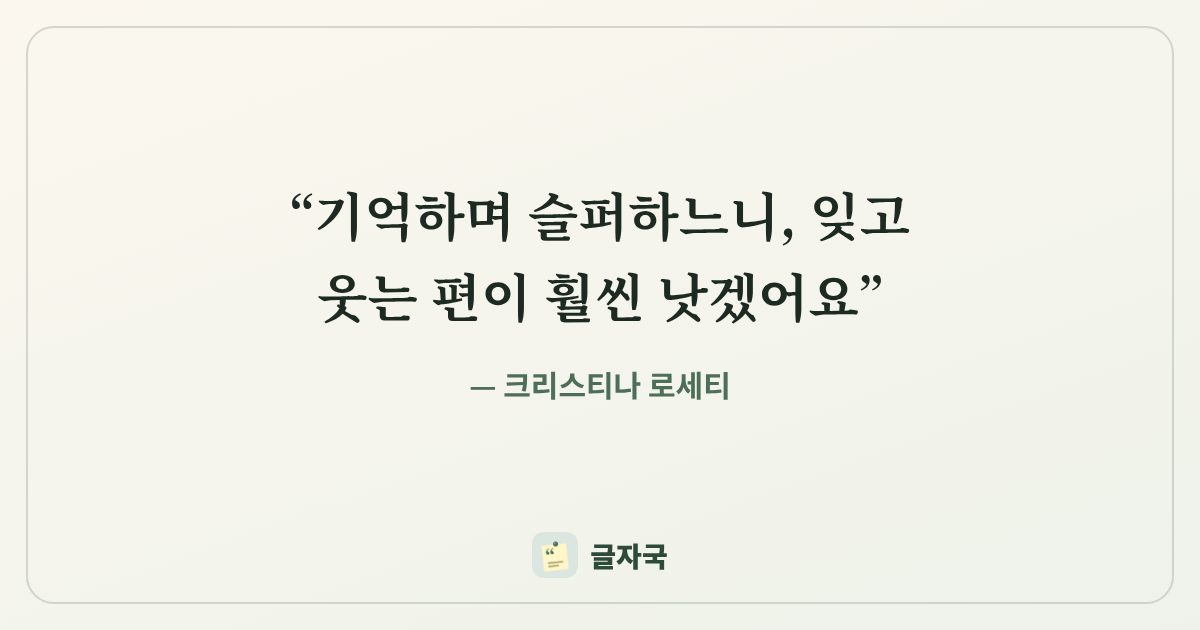 “기억하며 슬퍼하느니, 잊고
웃는 편이 훨씬 낫겠어요”
— 크리스티나 로세티
글자국